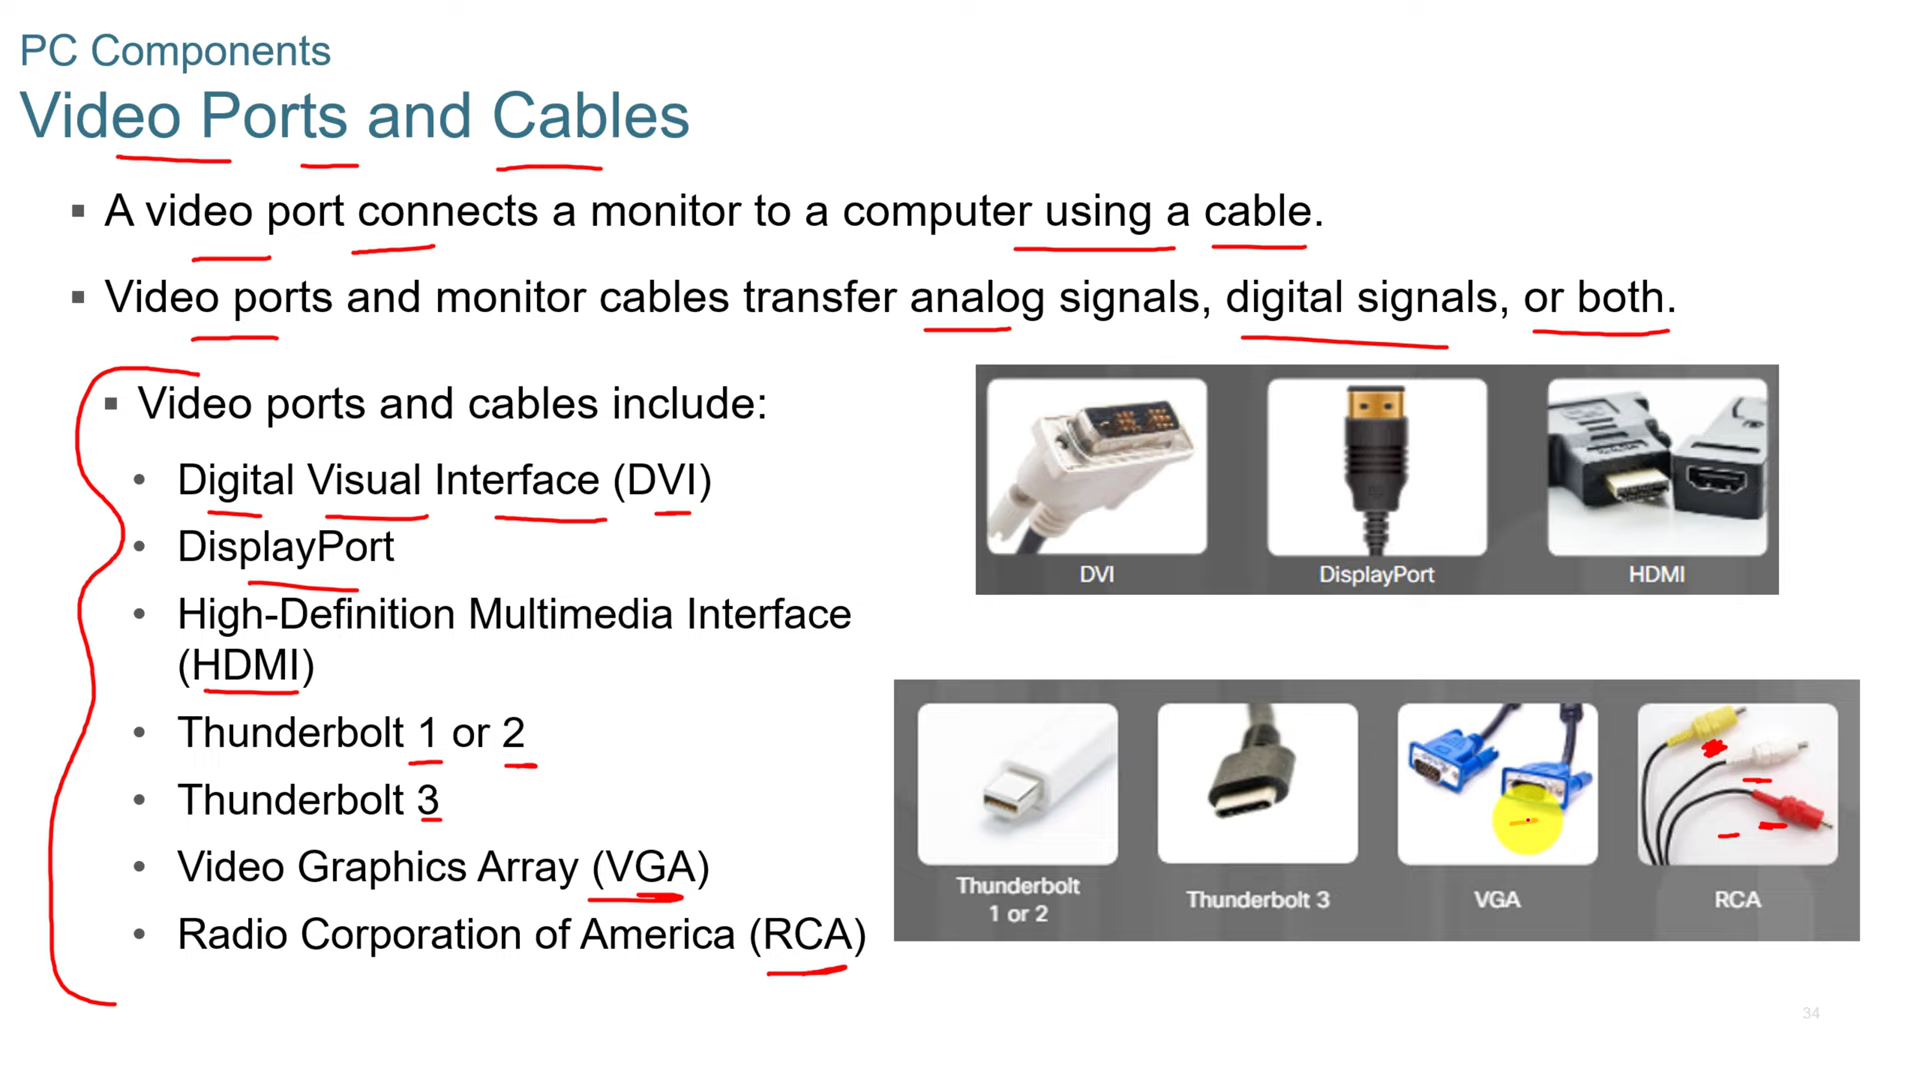 PC Components
Video Ports and Cables
▪ A video port connects a monitor to a computer using a cable.
▪ Video ports and monitor cables transfer analog signals, digital signals, or both.
▪ Video ports and cables include:
• Digital Visual Interface (DVI)
• DisplayPort
• High-Definition Multimedia Interface
(HDMI)
• Thunderbolt 1 or 2
• Thunderbolt 3
• Video Graphics Array (VGA)
• Radio Corporation of America (RCA)
DVI
DisplayPort
HDMI
Thunderbolt
1 or 2
Thunderbolt 3
VGA
RCA
34